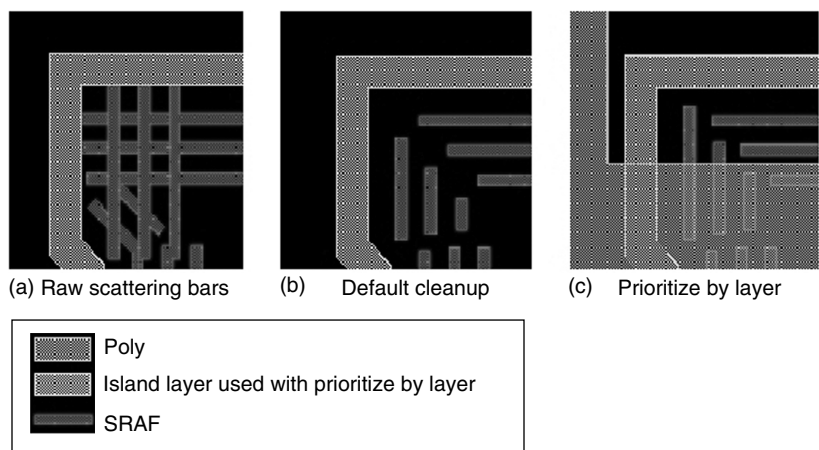 (a) Raw scattering bars
(b) Default cleanup
(c) Prioritize by layer
Poly
Island layer used with prioritize by layer
SRAF